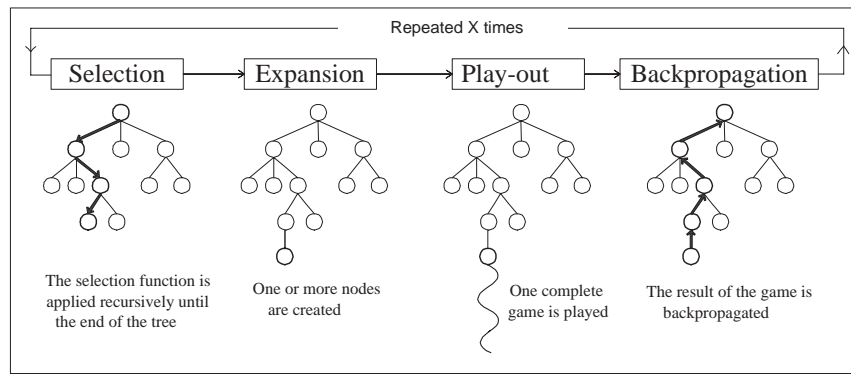 Repeated X times
Selection
Expansion
Play-out
Backpropagation
The selection function is
applied recursively until
the end of the tree
One or more nodes
are created
One complete
game is played
The result of the game is
backpropagated